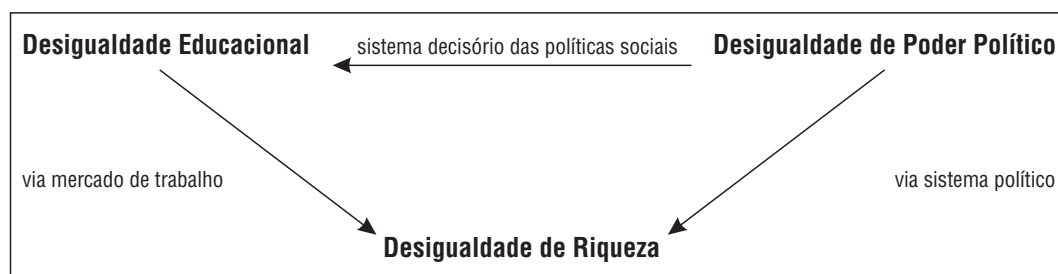 Desigualdade Educacional
sistema decisório das políticas sociais
Desigualdade de Poder Político
via mercado de trabalho
via sistema político
Desigualdade de Riqueza